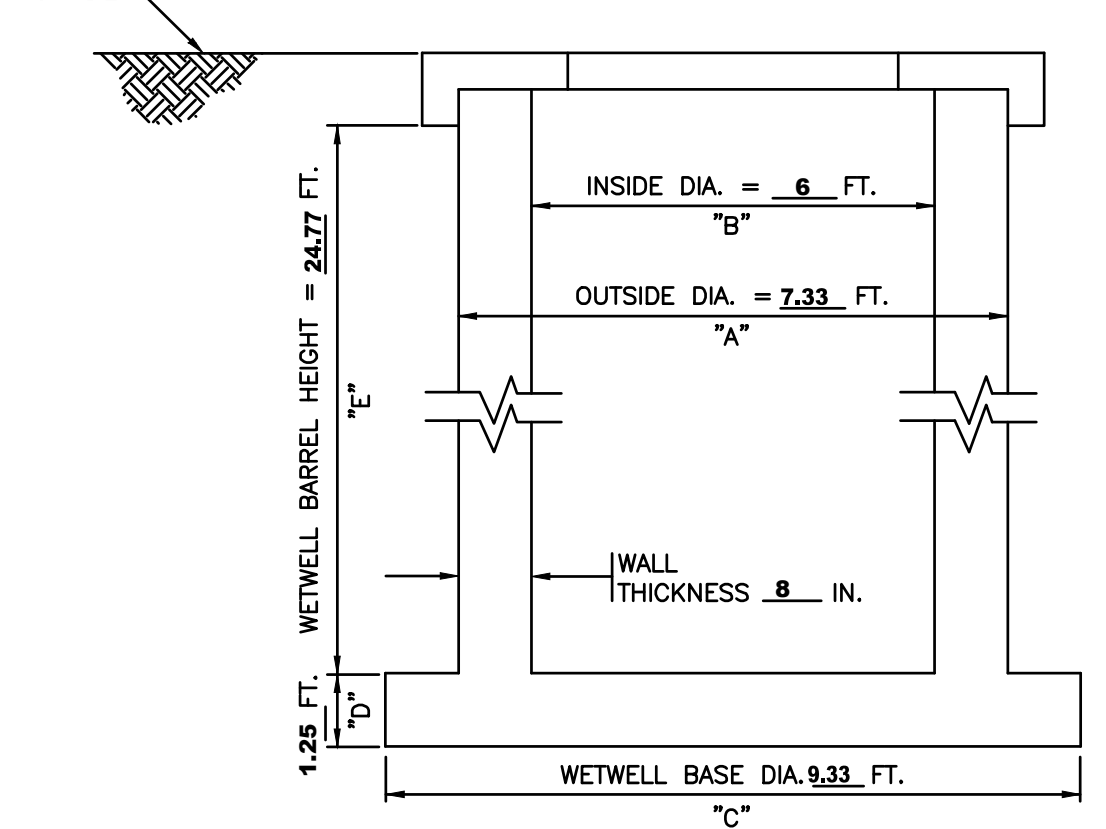 INSIDE DIA. = 6 FT.
"B"
OUTSIDE DIA. = 7.33 FT.
"A"
WETWELL BARREL HEIGHT = 24.77 FT.
"E"
WALL
THICKNESS 8 IN.
1.25 FT.
"D"
WETWELL BASE DIA. 9.33 FT.
"C"